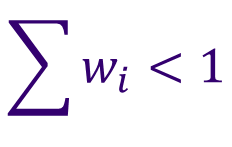 ∑ wᵢ < 1